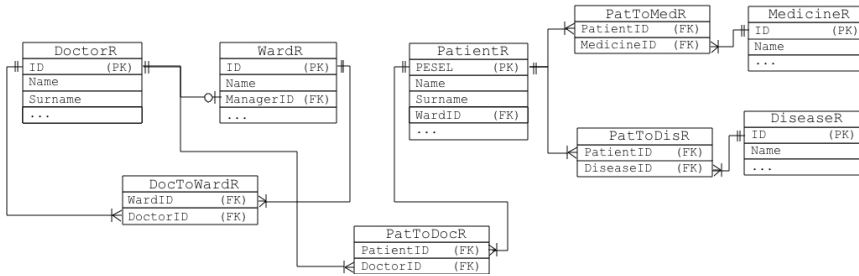 DoctorR
ID (PK)
Name
Surname
...
WardR
ID (PK)
Name
ManagerID (FK)
...
PatientR
PESEL (PK)
Name
Surname
WardID (FK)
...
PatToMedR
PatientID (FK)
MedicineID (FK)
MedicineR
ID (PK)
Name
...
PatToDisR
PatientID (FK)
DiseaseID (FK)
DiseaseR
ID (PK)
Name
...
DocToWardR
WardID (FK)
DoctorID (FK)
PatToDocR
PatientID (FK)
DoctorID (FK)